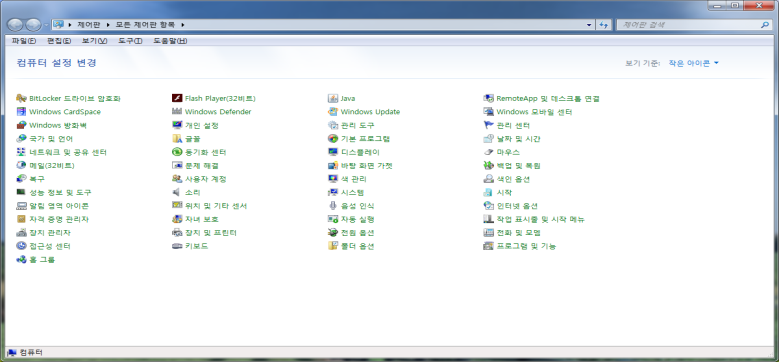 제어판 ▸ 모든 제어판 항목 ▸
제어판 검색
파일(F) 편집(E) 보기(V) 도구(T) 도움말(H)
컴퓨터 설정 변경
보기 기준: 작은 아이콘
BitLocker 드라이브 암호화 Flash Player(32비트) Java RemoteApp 및 데스크톱 연결
Windows CardSpace Windows Defender Windows Update Windows 모바일 센터
Windows 방화벽 개인 설정 관리 도구 관리 센터
국가 및 언어 글꼴 기본 프로그램 날짜 및 시간
네트워크 및 공유 센터 동기화 센터 디스플레이 마우스
메일(32비트) 문제 해결 바탕 화면 가젯 백업 및 복원
복구 사용자 계정 색 관리 색인 옵션
성능 정보 및 도구 소리 시스템 시작
알림 영역 아이콘 위치 및 기타 센서 음성 인식 인터넷 옵션
자격 증명 관리자 자녀 보호 자동 실행 작업 표시줄 및 시작 메뉴
장치 관리자 장치 및 프린터 전원 옵션 전화 및 모뎀
접근성 센터 키보드 폴더 옵션 프로그램 및 기능
홈 그룹
컴퓨터